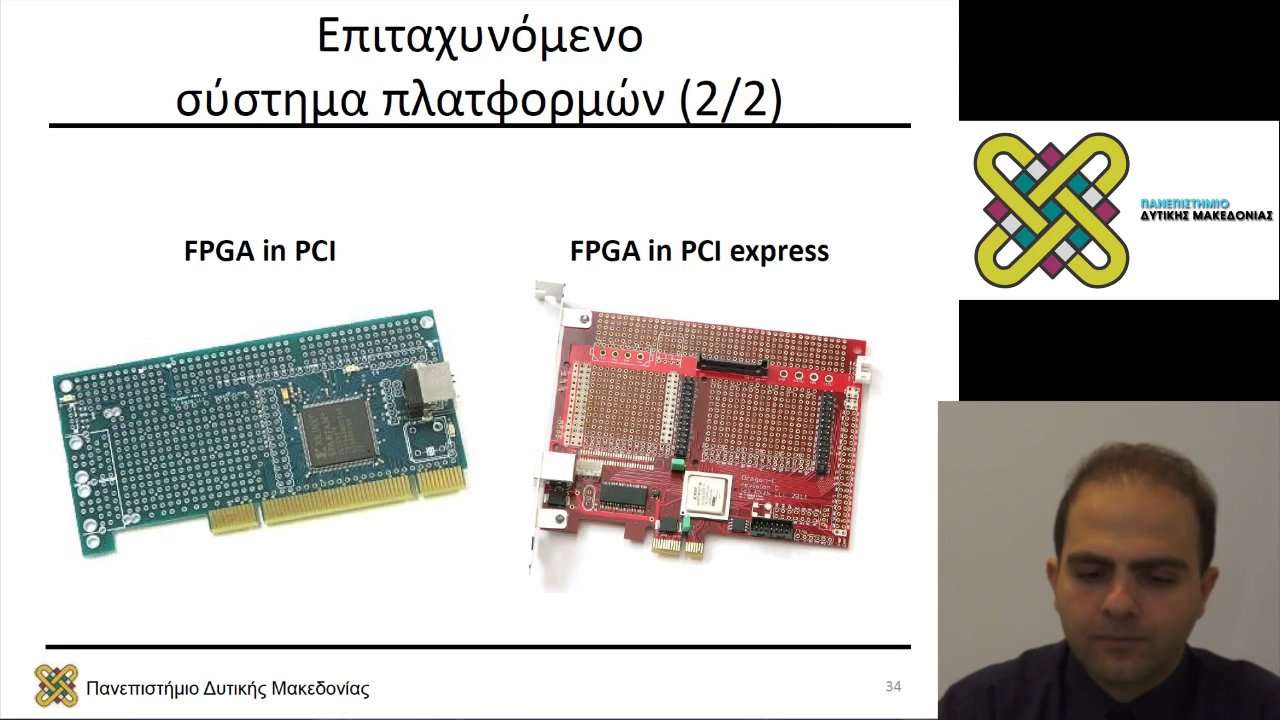 Επιταχυνόμενο
σύστημα πλατφορμών (2/2)
FPGA in PCI
FPGA in PCI express
ΠΑΝΕΠΙΣΤΗΜΙΟ
ΔΥΤΙΚΗΣ ΜΑΚΕΔΟΝΙΑΣ
Dragon-E
Πανεπιστήμιο Δυτικής Μακεδονίας
34